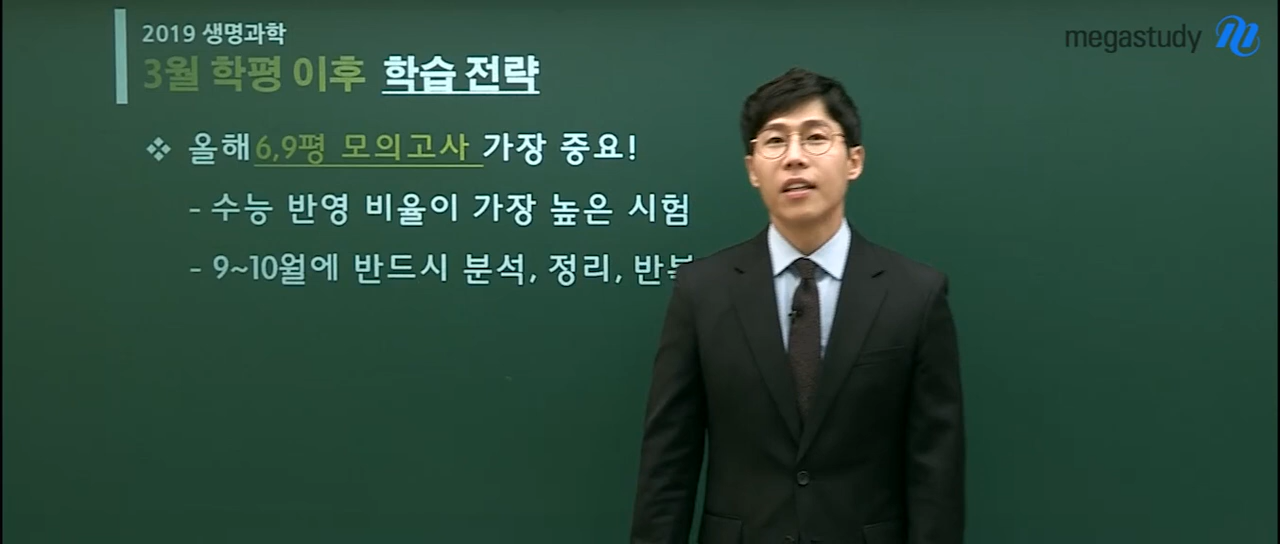 2019 생명과학
3월 학평 이후 학습 전략
❖ 올해 6,9평 모의고사 가장 중요!
- 수능 반영 비율이 가장 높은 시험
- 9~10월에 반드시 분석, 정리,
megastudy